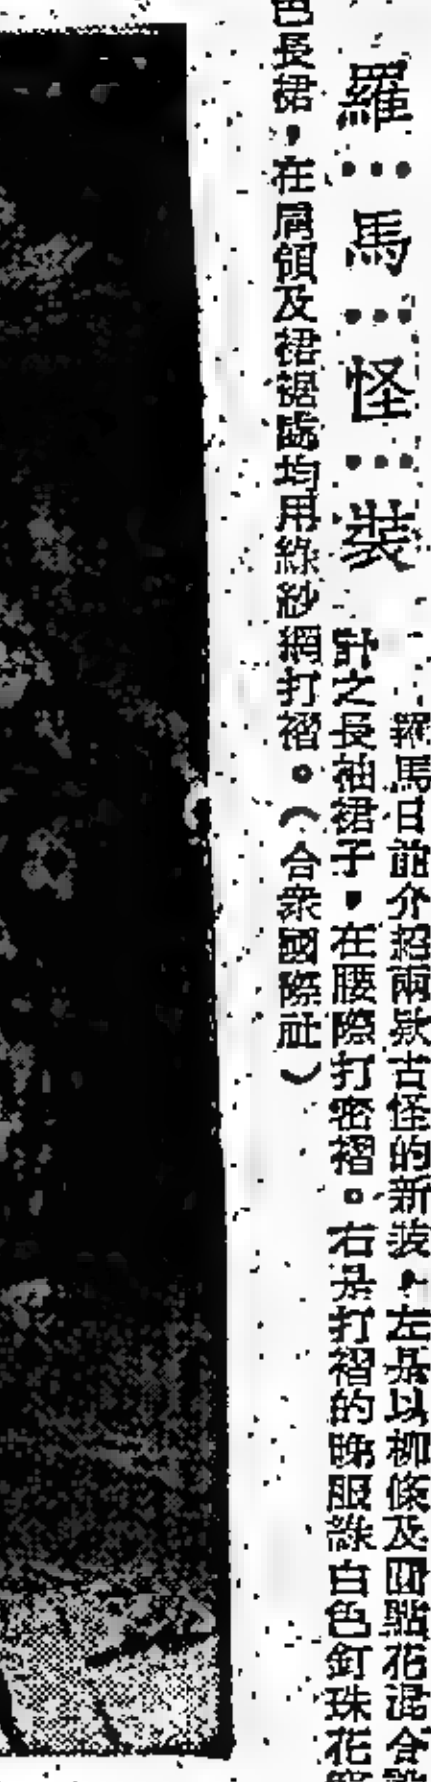 羅…馬…怪…裝
羅馬日前介紹兩款古怪的新裝，左是以柳條及圓點花混合
計之長袖裙子，在腰際打密褶。右是打褶的晚服，綠白色釘珠花
色長裙，在肩領及裙裾處均用綠紗網打褶。（合衆國際社）